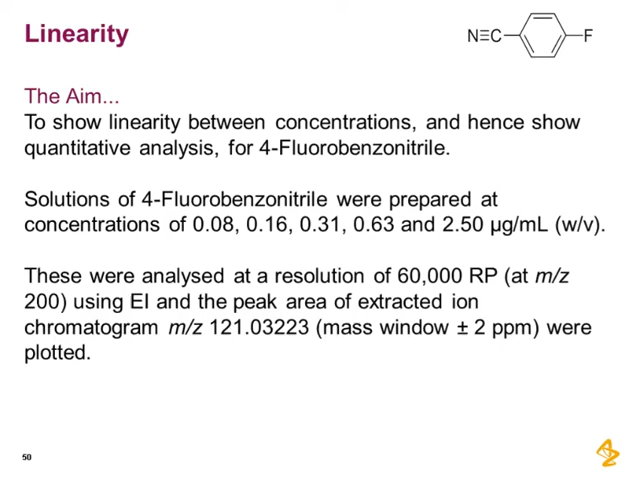 Linearity
N≡C
F
The Aim...
To show linearity between concentrations, and hence show
quantitative analysis, for 4-Fluorobenzonitrile.
Solutions of 4-Fluorobenzonitrile were prepared at
concentrations of 0.08, 0.16, 0.31, 0.63 and 2.50 µg/mL (w/v).
These were analysed at a resolution of 60,000 RP (at m/z
200) using EI and the peak area of extracted ion
chromatogram m/z 121.03223 (mass window ± 2 ppm) were
plotted.
50